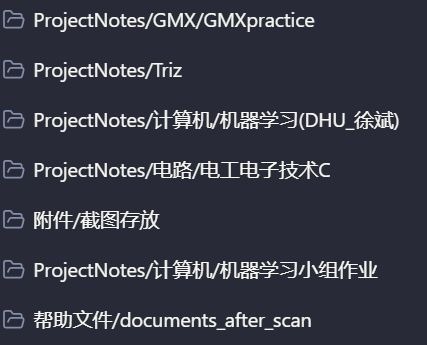 ProjectNotes/GMX/GMXpractice
ProjectNotes/Triz
ProjectNotes/计算机/机器学习(DHU_徐斌)
ProjectNotes/电路/电工电子技术C
附件/截图存放
ProjectNotes/计算机/机器学习小组作业
帮助文件/documents_after_scan